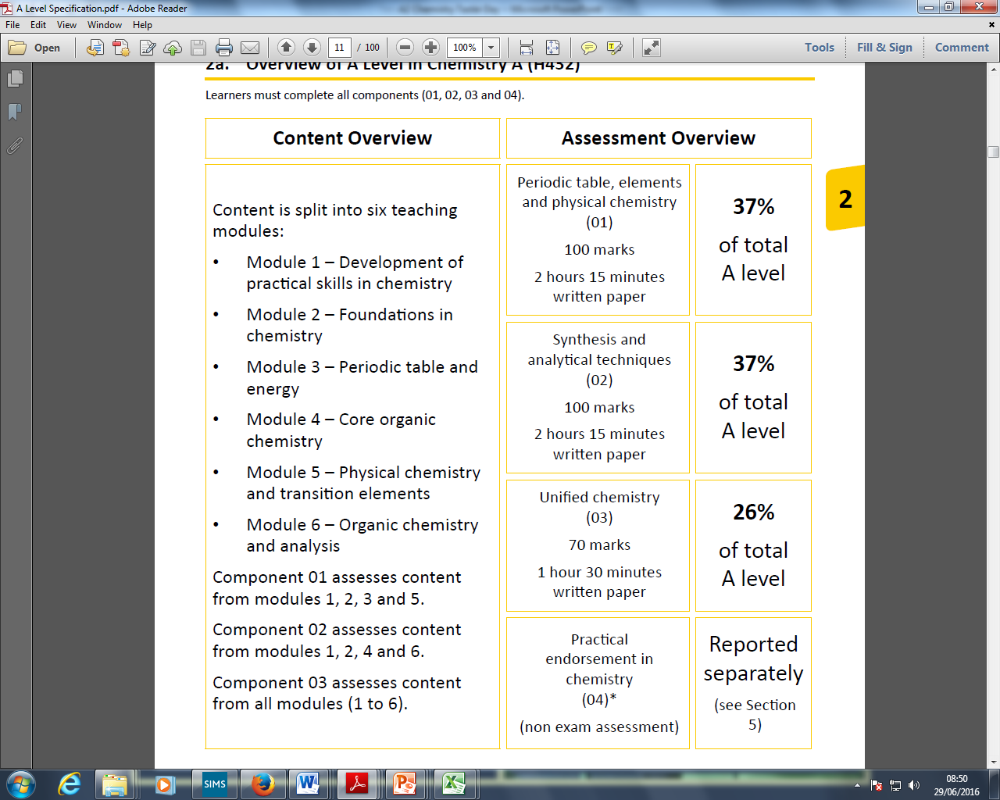 A Level Specification.pdf - Adobe Reader
File Edit View Window Help
Open 11 / 100 100% Tools Fill & Sign Comment
2a. Overview of A Level in Chemistry A (H432)
Learners must complete all components (01, 02, 03 and 04).
Content Overview
Content is split into six teaching
modules:
• Module 1 – Development of
practical skills in chemistry
• Module 2 – Foundations in
chemistry
• Module 3 – Periodic table and
energy
• Module 4 – Core organic
chemistry
• Module 5 – Physical chemistry
and transition elements
• Module 6 – Organic chemistry
and analysis
Component 01 assesses content
from modules 1, 2, 3 and 5.
Component 02 assesses content
from modules 1, 2, 4 and 6.
Component 03 assesses content
from all modules (1 to 6).
Assessment Overview
Periodic table, elements
and physical chemistry
(01)
100 marks
2 hours 15 minutes
written paper
37%
of total
A level
Synthesis and
analytical techniques
(02)
100 marks
2 hours 15 minutes
written paper
37%
of total
A level
Unified chemistry
(03)
70 marks
1 hour 30 minutes
written paper
26%
of total
A level
Practical
endorsement in
chemistry
(04)*
(non exam assessment)
Reported
separately
(see Section
5)
2
SIMS
08:50
29/06/2016